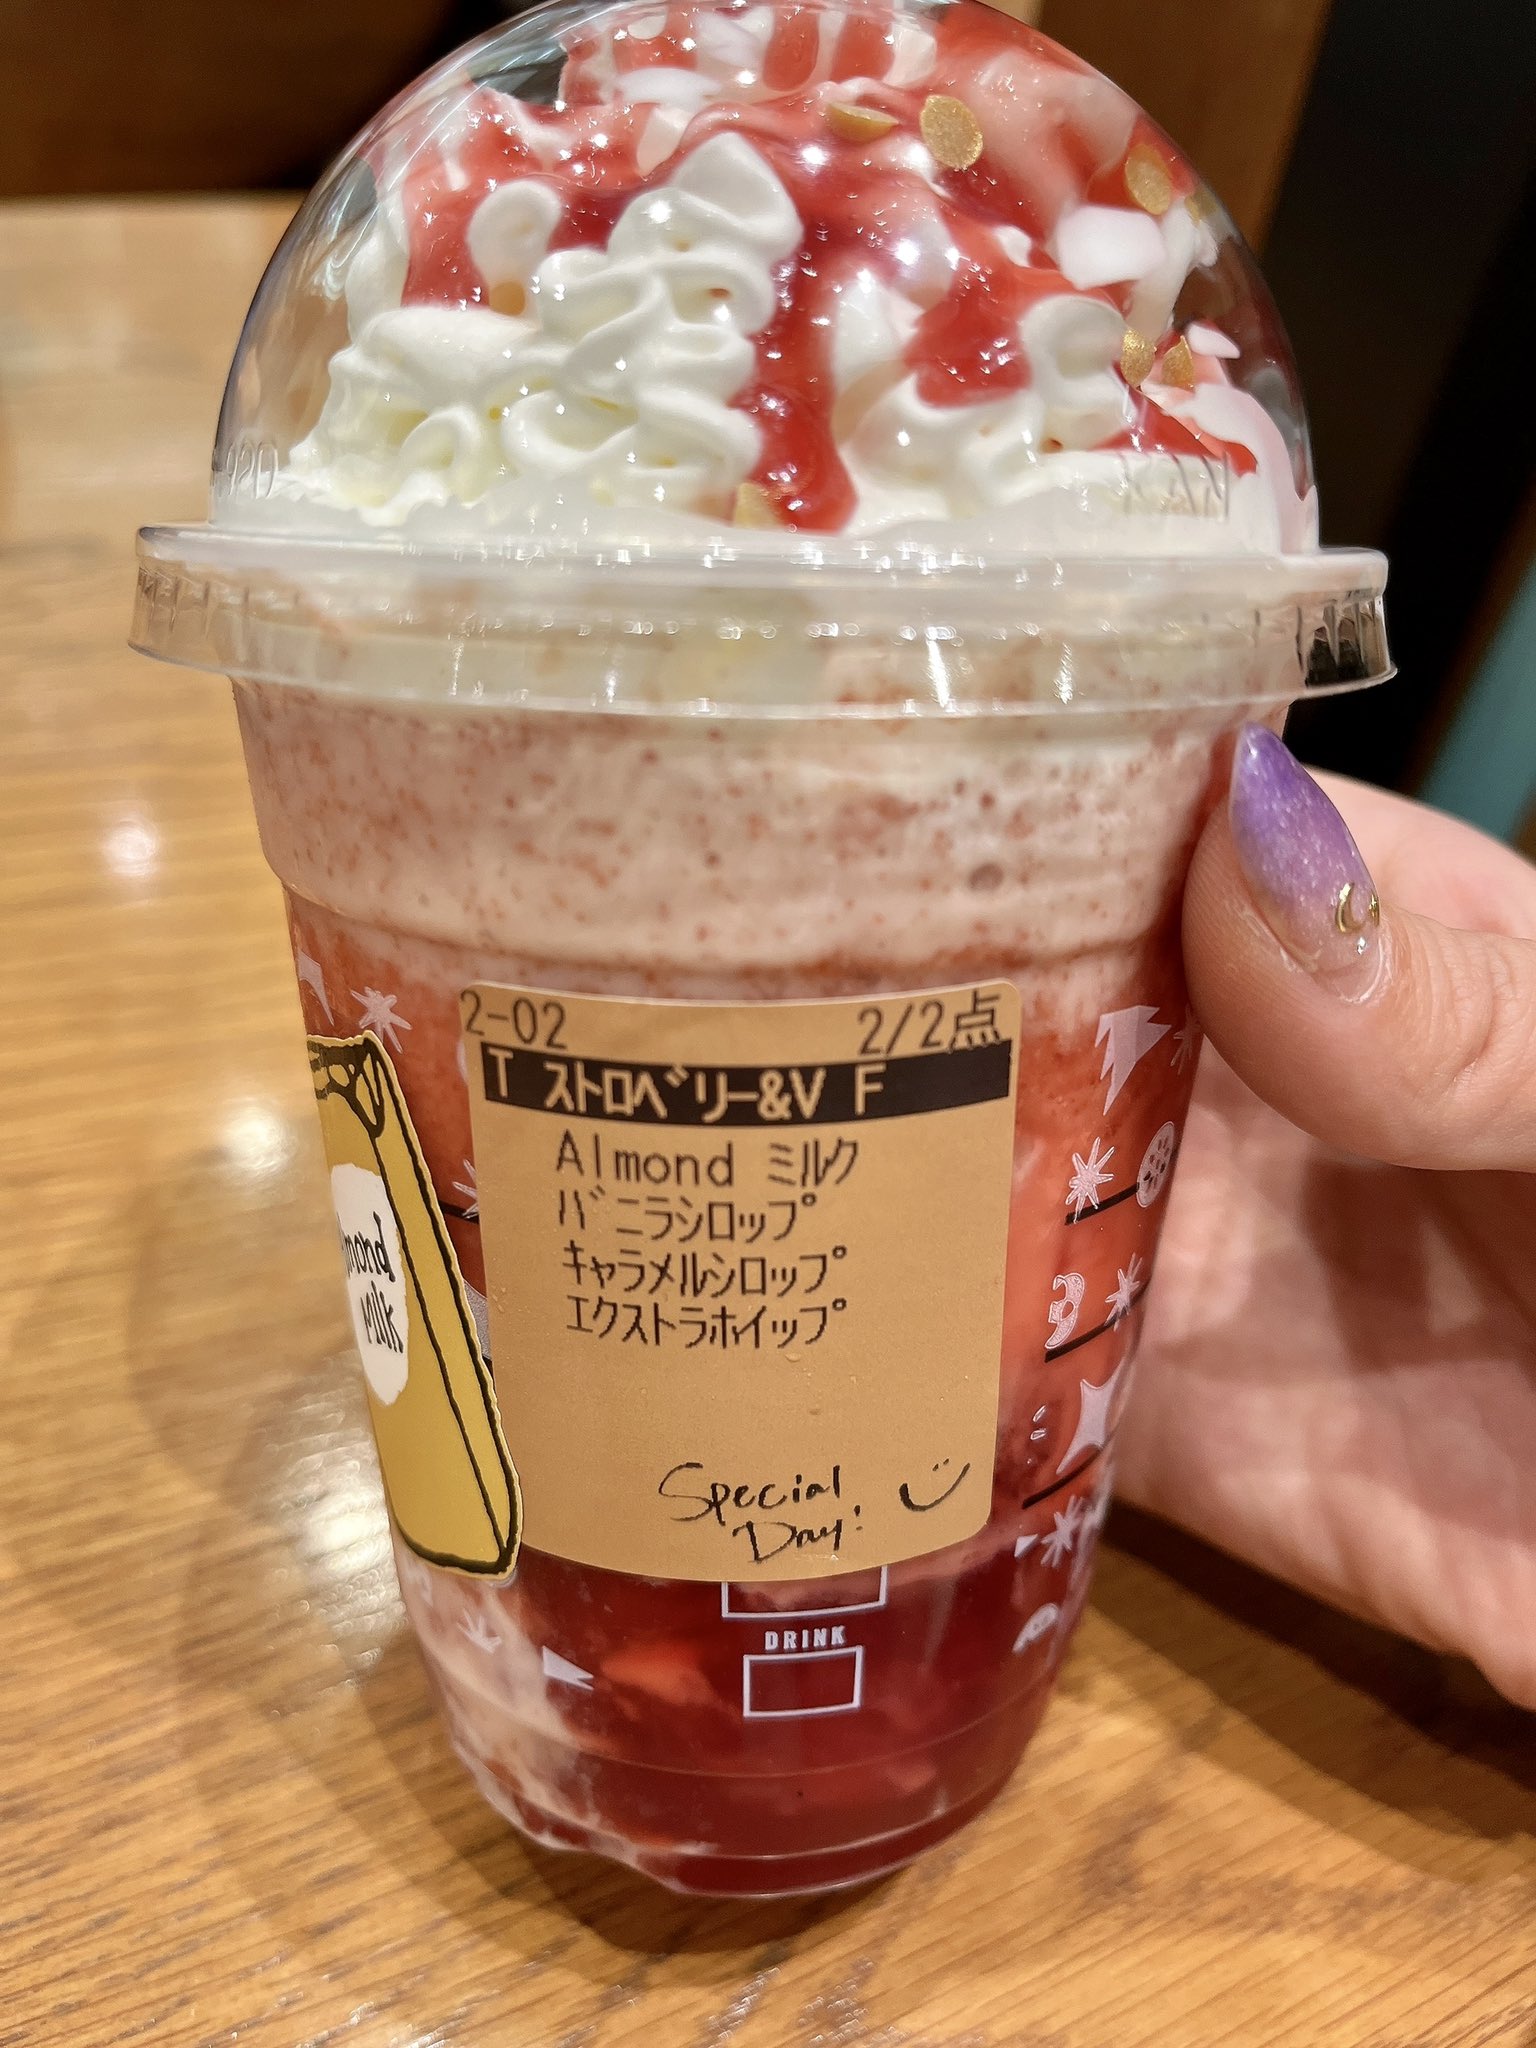 2-02 2/2点
T ストロベリー&V F
Almond ミルク
バニラシロップ
キャラメルシロップ
エクストラホイップ
Special
Day!
Milk
DRINK